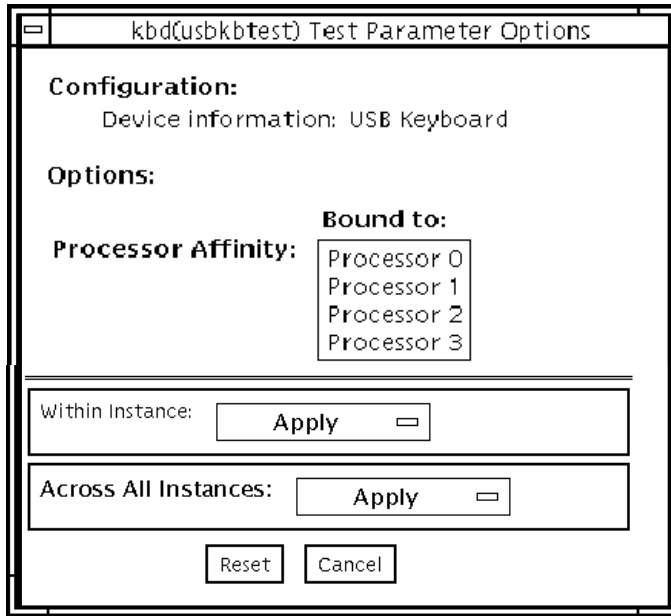 kbd(usbkbtest) Test Parameter Options
Configuration:
Device information: USB Keyboard
Options:
Bound to:
Processor Affinity:
Processor 0
Processor 1
Processor 2
Processor 3
Within Instance: Apply
Across All Instances: Apply
Reset Cancel